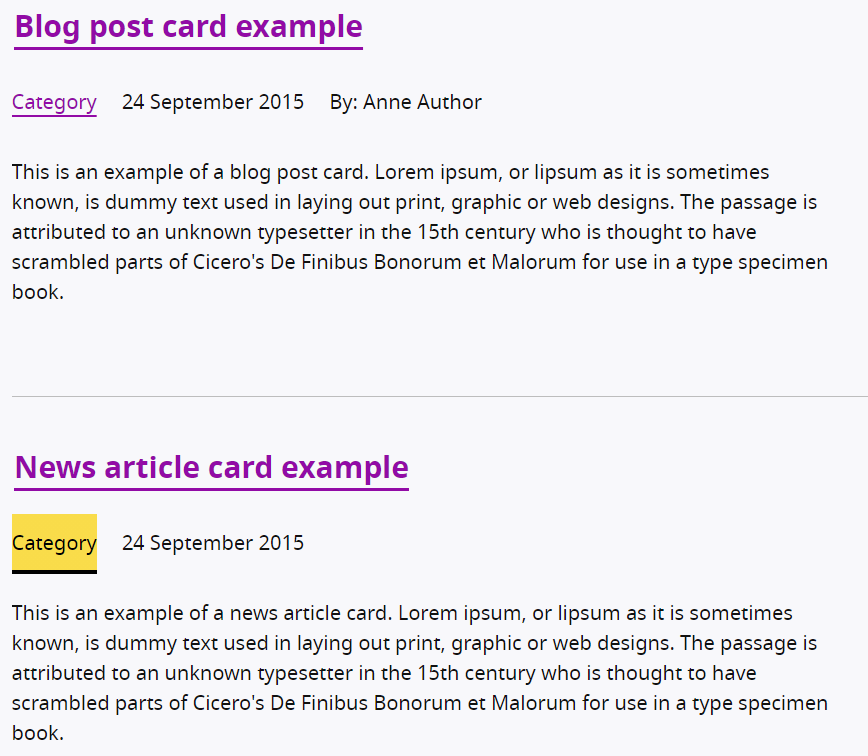 Blog post card example
Category 24 September 2015 By: Anne Author
This is an example of a blog post card. Lorem ipsum, or lipsum as it is sometimes
known, is dummy text used in laying out print, graphic or web designs. The passage is
attributed to an unknown typesetter in the 15th century who is thought to have
scrambled parts of Cicero's De Finibus Bonorum et Malorum for use in a type specimen
book.
News article card example
Category 24 September 2015
This is an example of a news article card. Lorem ipsum, or lipsum as it is sometimes
known, is dummy text used in laying out print, graphic or web designs. The passage is
attributed to an unknown typesetter in the 15th century who is thought to have
scrambled parts of Cicero's De Finibus Bonorum et Malorum for use in a type specimen
book.